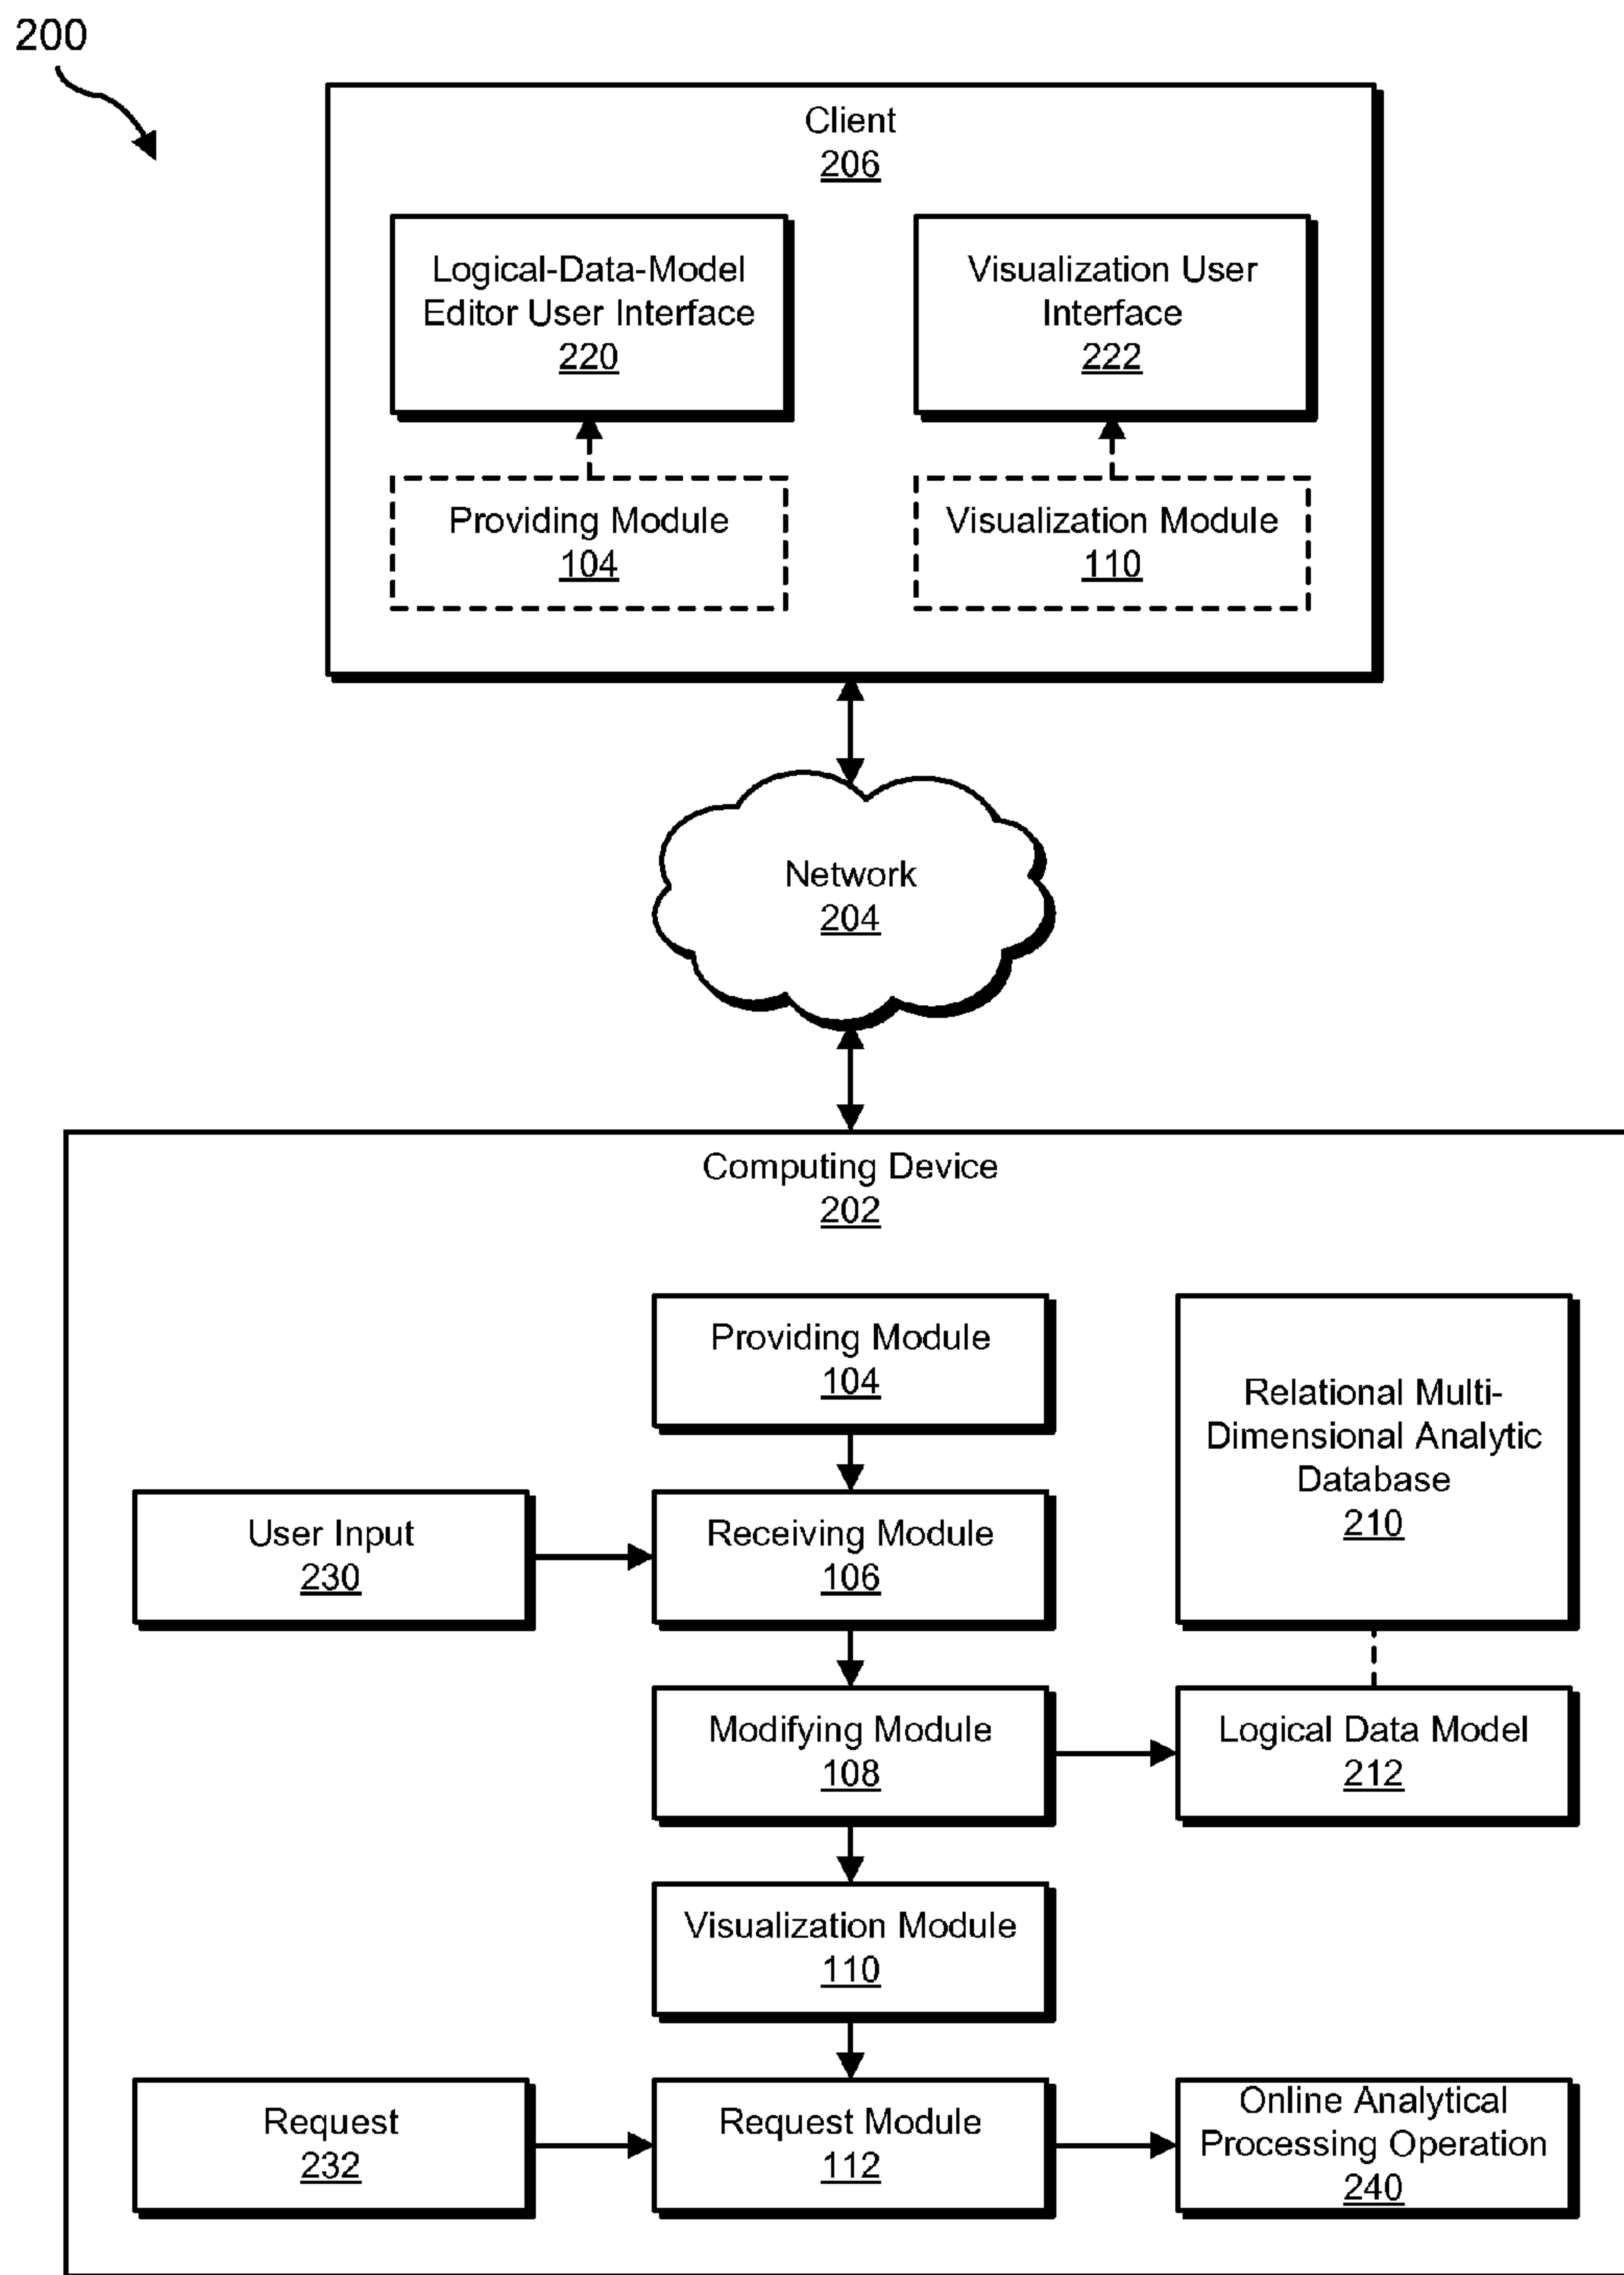 200
Client
206
Logical-Data-Model
Editor User Interface
220
Visualization User
Interface
222
Providing Module
104
Visualization Module
110
Network
204
Computing Device
202
Providing Module
104
Relational Multi-
Dimensional Analytic
Database
210
User Input
230
Receiving Module
106
Modifying Module
108
Logical Data Model
212
Visualization Module
110
Request
232
Request Module
112
Online Analytical
Processing Operation
240